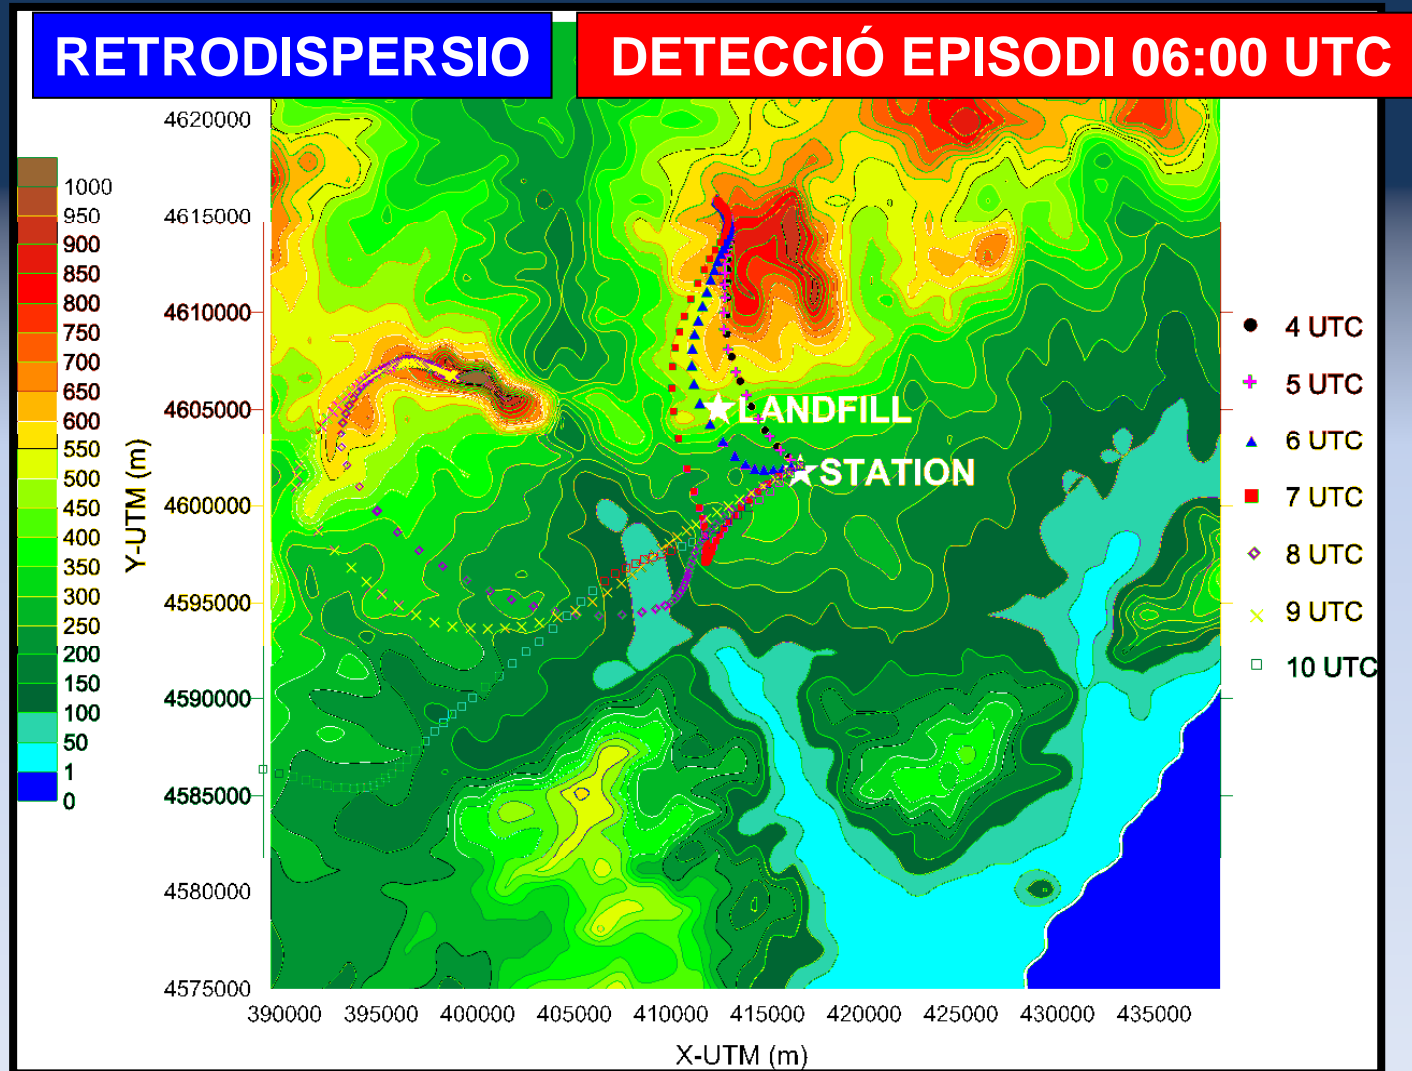 RETRODISPERSIO
DETECCIÓ EPISODI 06:00 UTC
4620000
4615000
4610000
4605000
4600000
4595000
4590000
4585000
4580000
4575000
Y-UTM (m)
1000
950
900
850
800
750
700
650
600
550
500
450
400
350
300
250
200
150
100
50
1
0
LANDFILL
STATION
4 UTC
5 UTC
6 UTC
7 UTC
8 UTC
9 UTC
10 UTC
390000 395000 400000 405000 410000 415000 420000 425000 430000 435000
X-UTM (m)